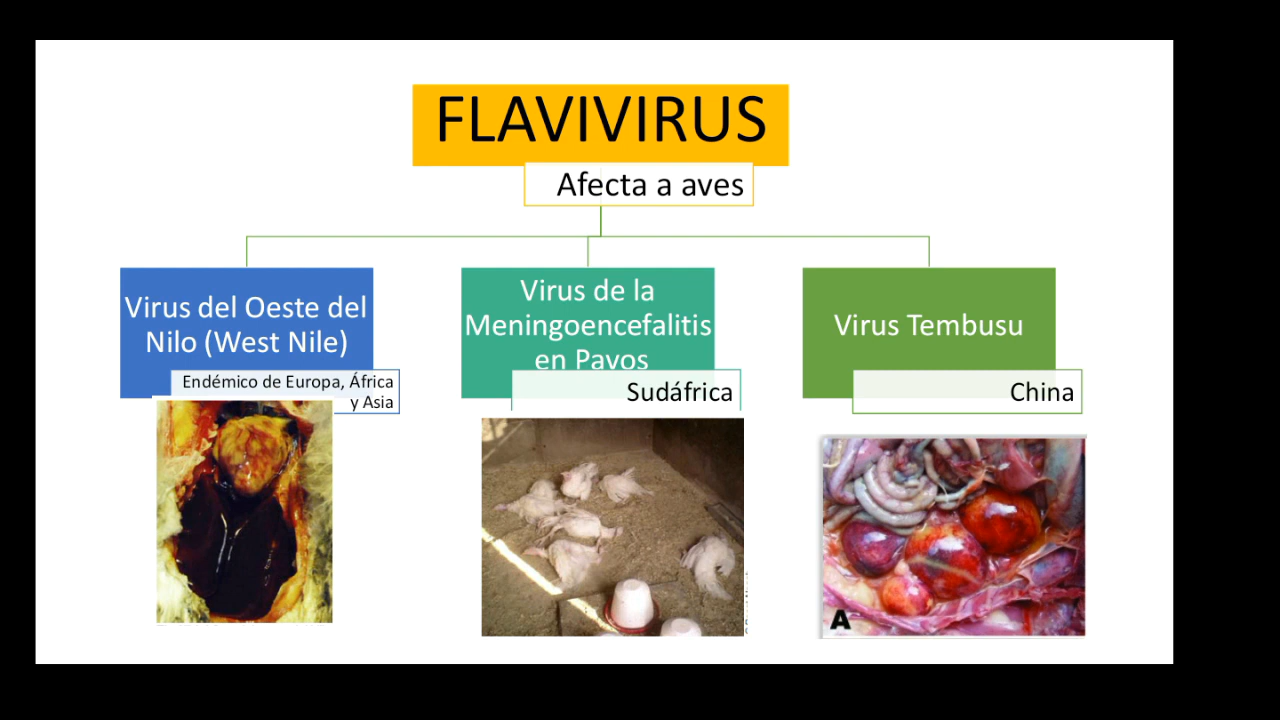 FLAVIVIRUS
Afecta a aves
Virus del Oeste del
Nilo (West Nile)
Endémico de Europa, África
y Asia
Virus de la
Meningoencefalitis
en Pavos
Sudáfrica
Virus Tembusu
China
A